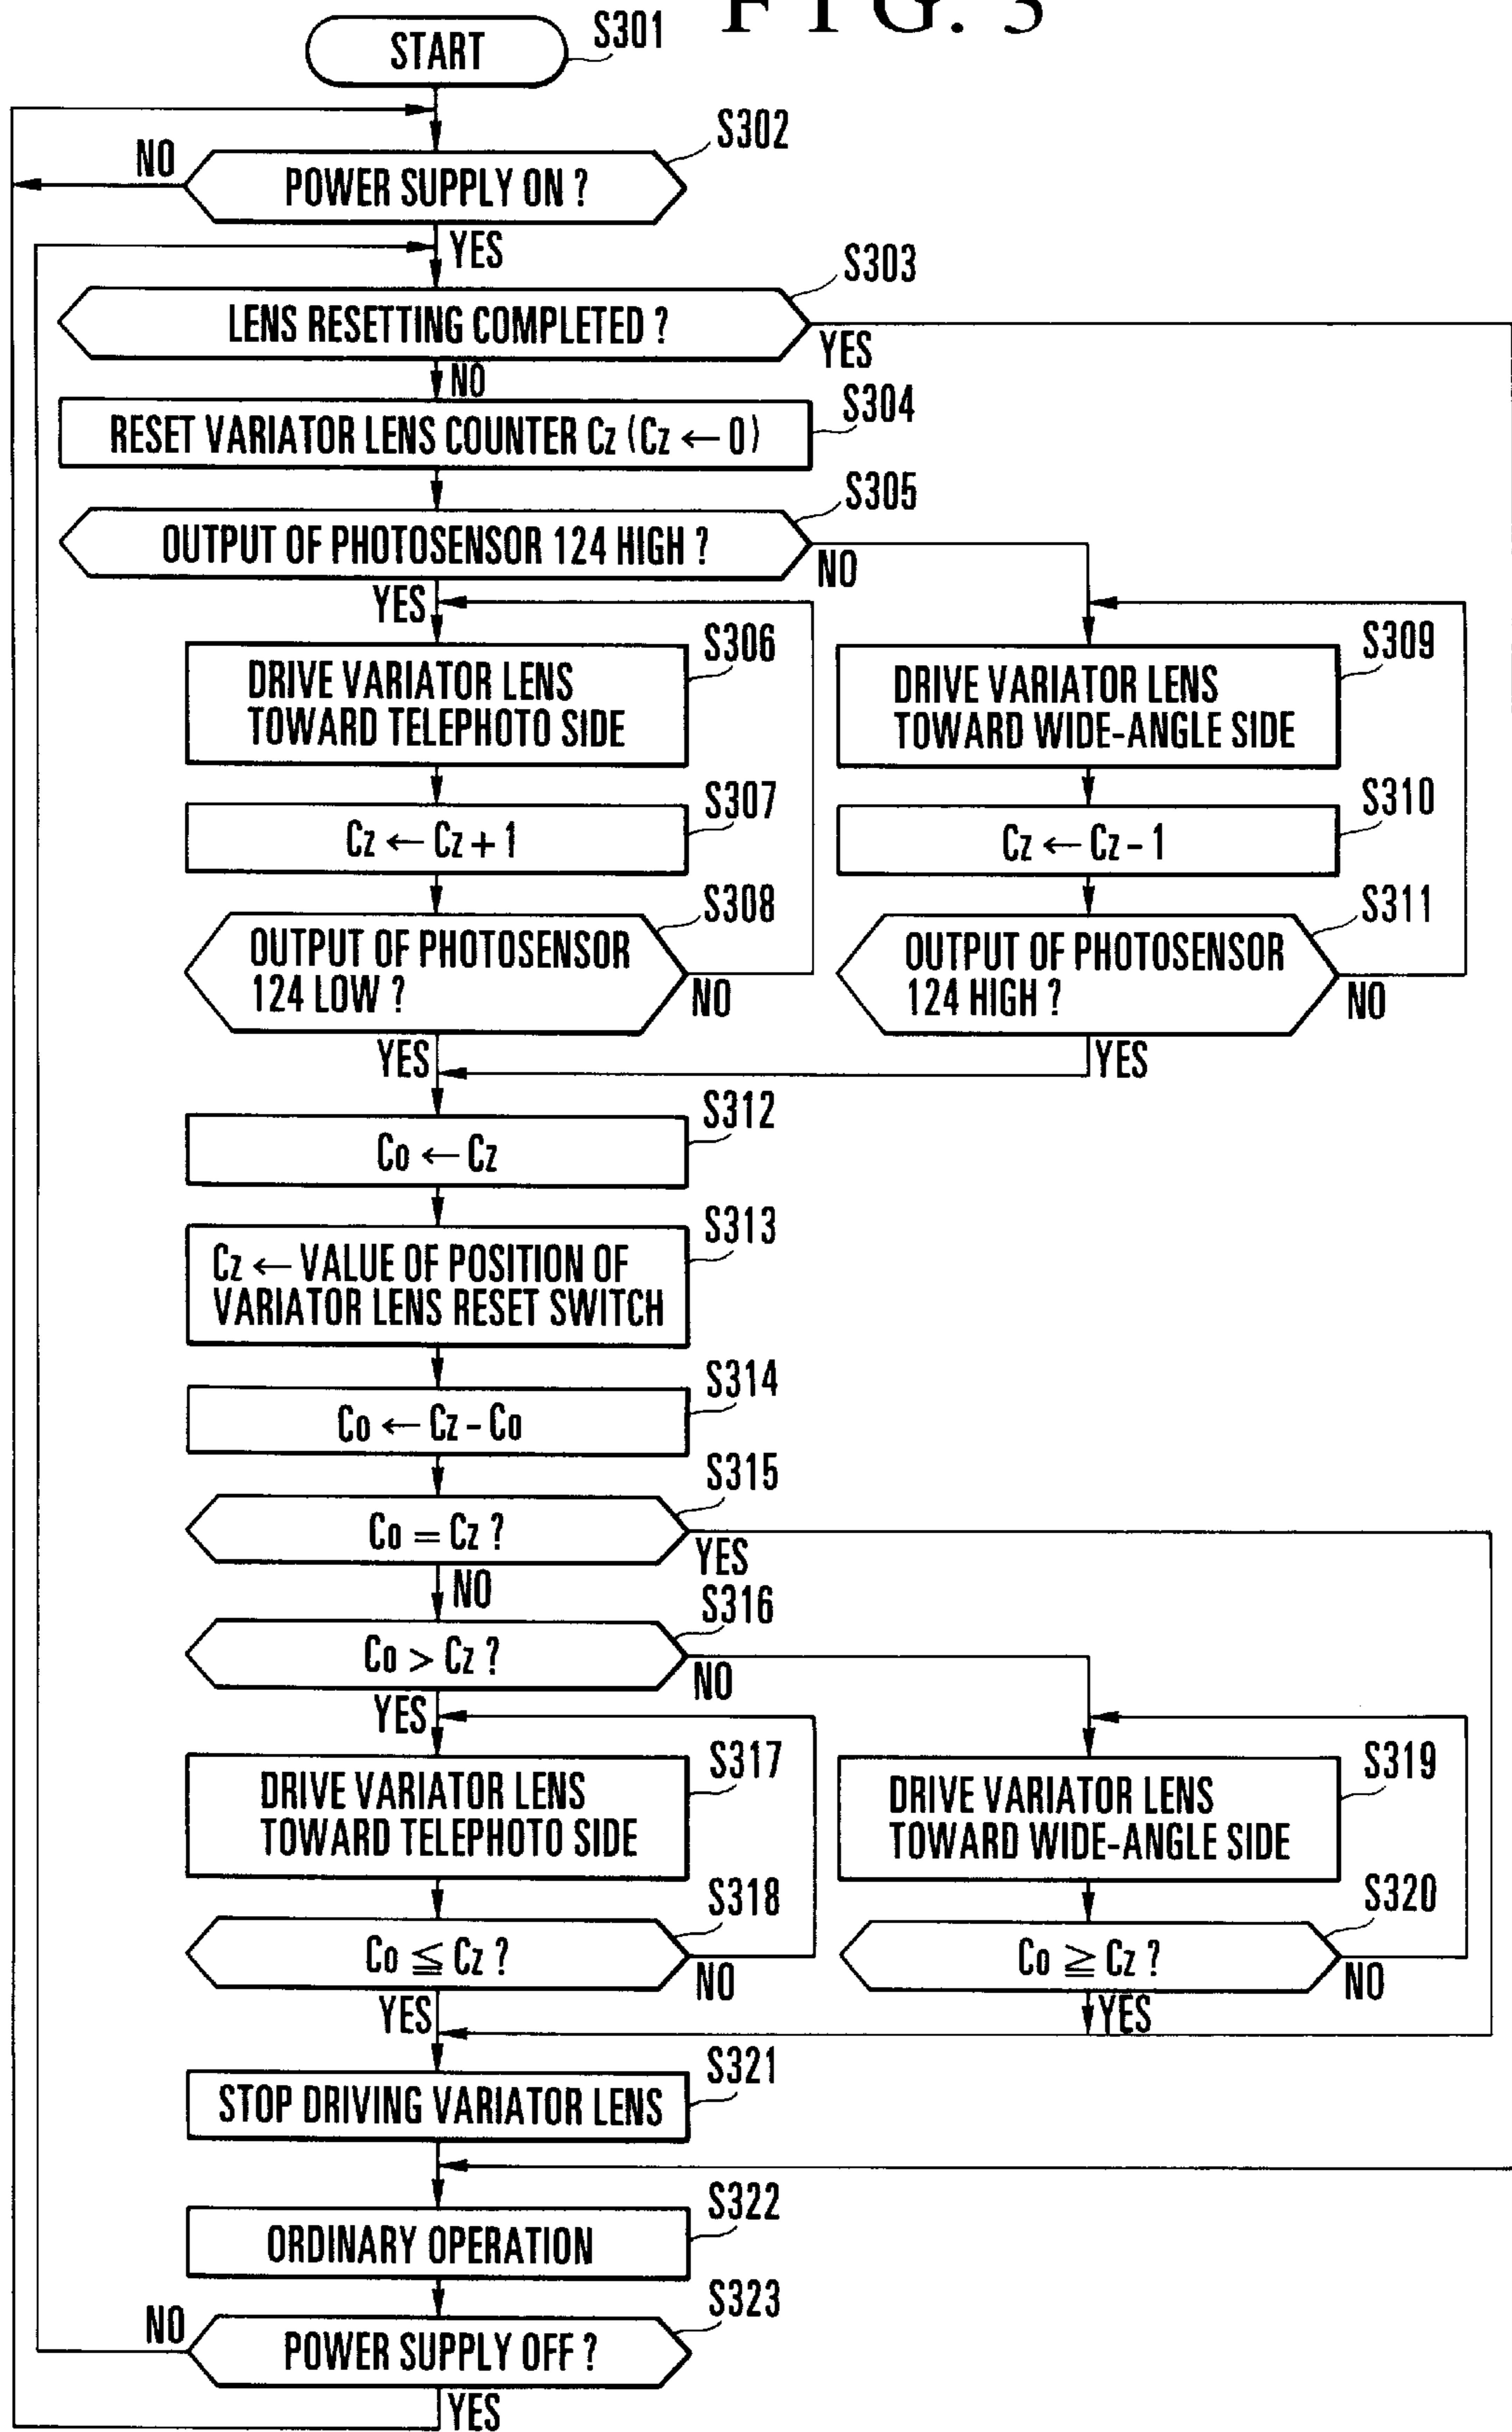 FIG. 3
START
S301
S302
NO
POWER SUPPLY ON ?
YES
S303
LENS RESETTING COMPLETED ?
YES
NO
S304
RESET VARIATOR LENS COUNTER Cz (Cz ← 0)
S305
OUTPUT OF PHOTOSENSOR 124 HIGH ?
NO
YES
S306
DRIVE VARIATOR LENS
TOWARD TELEPHOTO SIDE
S309
DRIVE VARIATOR LENS
TOWARD WIDE-ANGLE SIDE
S307
Cz ← Cz + 1
S310
Cz ← Cz - 1
S308
OUTPUT OF PHOTOSENSOR
124 LOW ?
NO
S311
OUTPUT OF PHOTOSENSOR
124 HIGH ?
NO
YES
YES
S312
Co ← Cz
S313
Cz ← VALUE OF POSITION OF
VARIATOR LENS RESET SWITCH
S314
Co ← Cz - Co
S315
Co = Cz ?
YES
NO
S316
Co > Cz ?
NO
YES
S317
DRIVE VARIATOR LENS
TOWARD TELEPHOTO SIDE
S319
DRIVE VARIATOR LENS
TOWARD WIDE-ANGLE SIDE
S318
Co ≦ Cz ?
NO
S320
Co ≧ Cz ?
NO
YES
YES
S321
STOP DRIVING VARIATOR LENS
S322
ORDINARY OPERATION
S323
NO
POWER SUPPLY OFF ?
YES